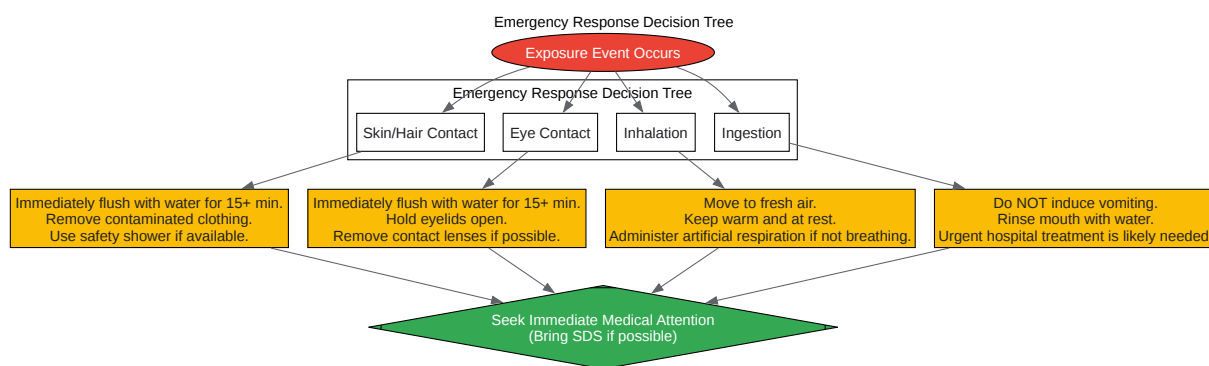 Emergency Response Decision Tree
Exposure Event Occurs
Emergency Response Decision Tree
Skin/Hair Contact
Eye Contact
Inhalation
Ingestion
Immediately flush with water for 15+ min.
Remove contaminated clothing.
Use safety shower if available.
Immediately flush with water for 15+ min.
Hold eyelids open.
Remove contact lenses if possible.
Move to fresh air.
Keep warm and at rest.
Administer artificial respiration if not breathing.
Do NOT induce vomiting.
Rinse mouth with water.
Urgent hospital treatment is likely needed
Seek Immediate Medical Attention
(Bring SDS if possible)